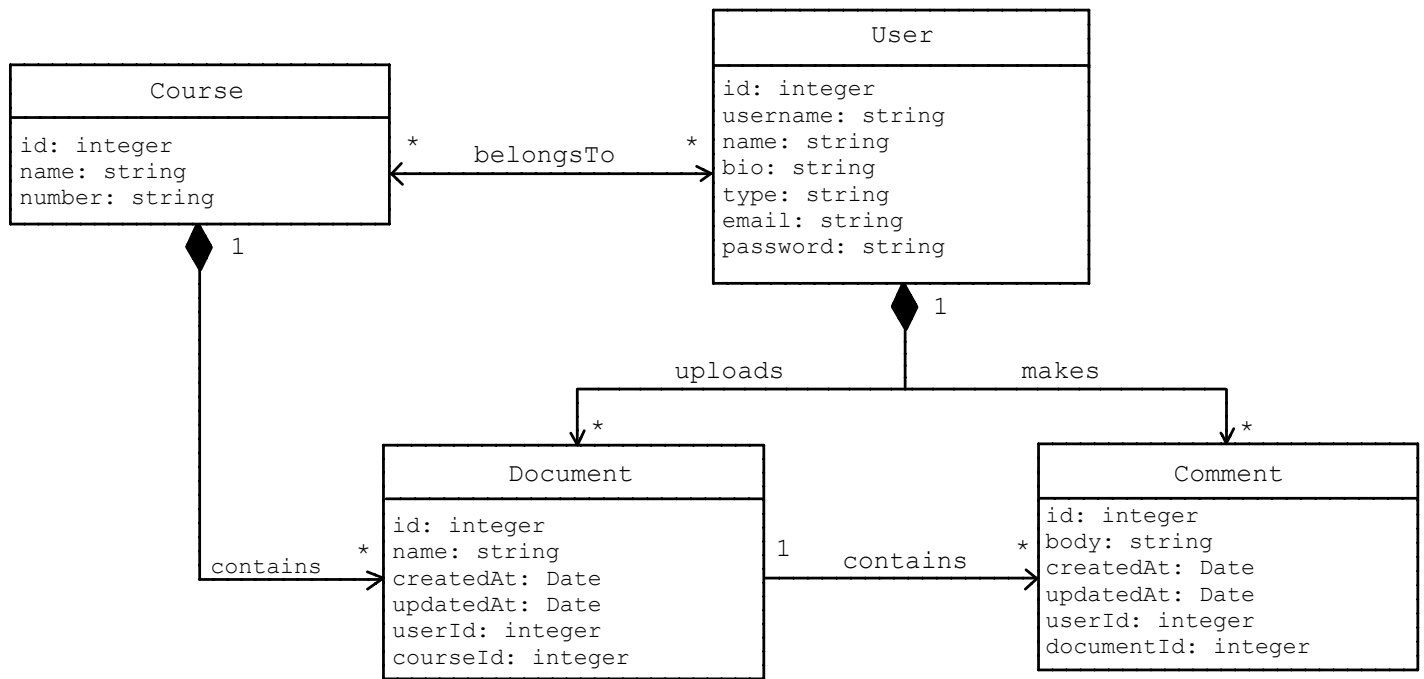 User
id: integer
username: string
name: string
bio: string
type: string
email: string
password: string
Course
id: integer
name: string
number: string
* belongsTo *
1
1
uploads
makes
*
*
Document
id: integer
name: string
createdAt: Date
updatedAt: Date
userId: integer
courseId: integer
* contains
1 contains *
Comment
id: integer
body: string
createdAt: Date
updatedAt: Date
userId: integer
documentId: integer